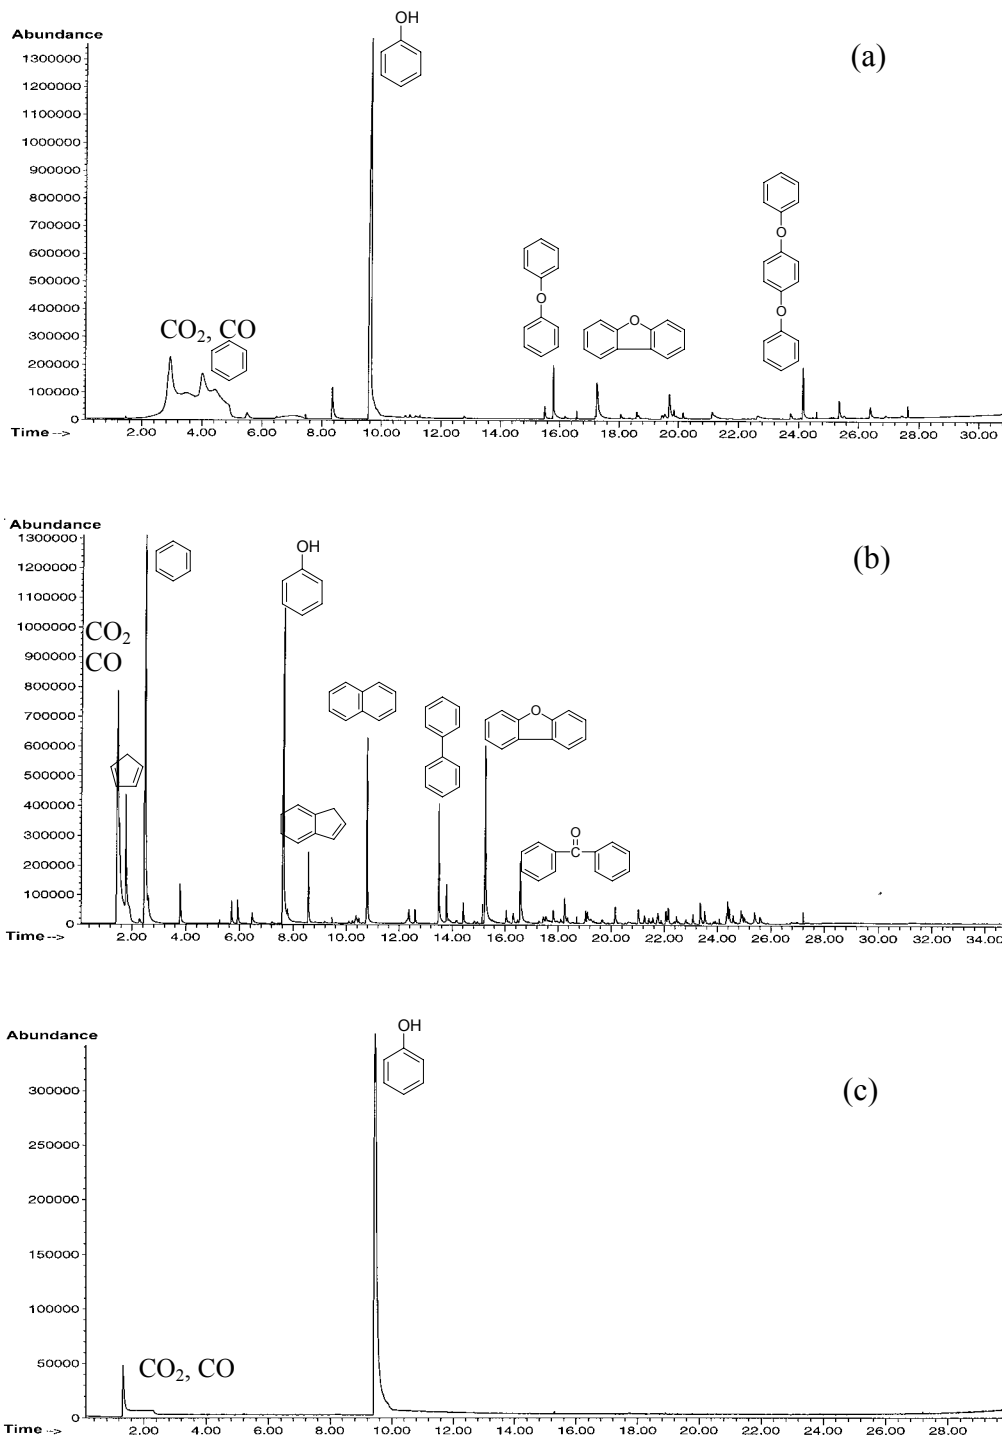 OH
Abundance
(a)
1300000
1200000
1100000
1000000
900000
800000
700000
600000
500000
400000
300000
200000
100000
0
CO₂, CO
O
O
O
O
Time-->
2.00 4.00 6.00 8.00 10.00 12.00 14.00 16.00 18.00 20.00 22.00 24.00 26.00 28.00 30.00
Abundance
(b)
1300000
1200000
1100000
1000000
900000
800000
700000
600000
500000
400000
300000
200000
100000
0
CO₂
CO
OH
O
O
C
Time-->
2.00 4.00 6.00 8.00 10.00 12.00 14.00 16.00 18.00 20.00 22.00 24.00 26.00 28.00 30.00 32.00 34.00
OH
Abundance
(c)
300000
250000
200000
150000
100000
50000
0
CO₂, CO
Time-->
2.00 4.00 6.00 8.00 10.00 12.00 14.00 16.00 18.00 20.00 22.00 24.00 26.00 28.00